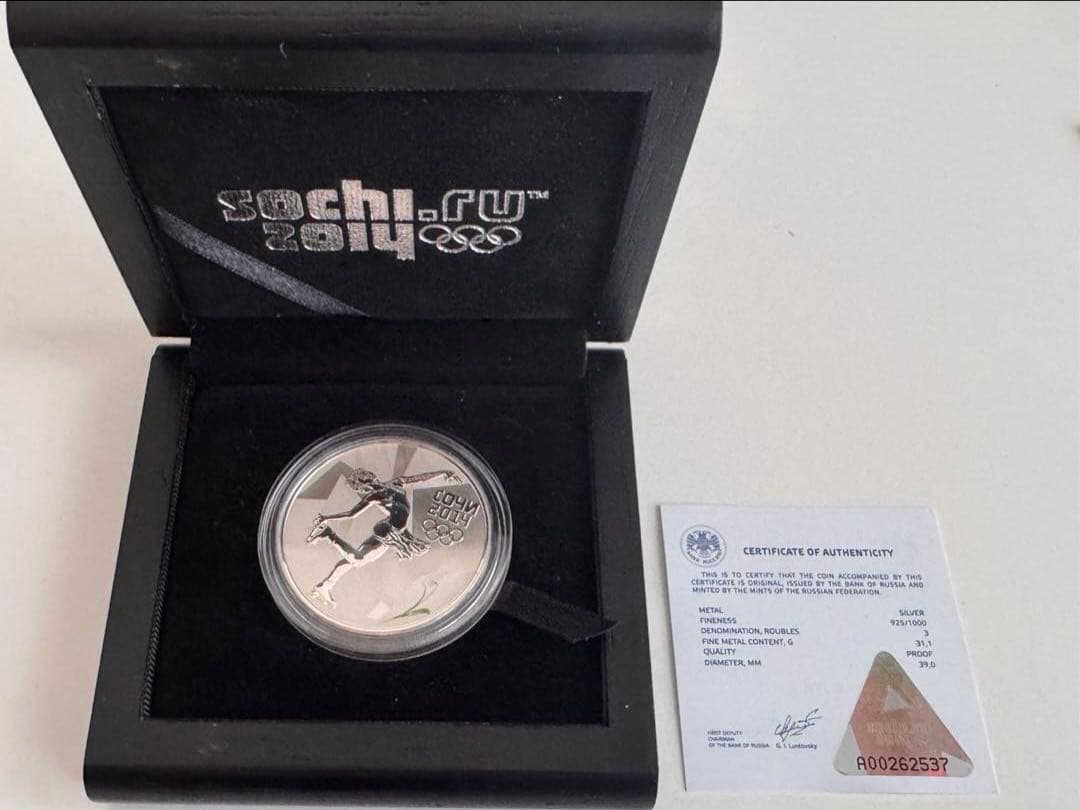 sochi.ru™
2014
СОЧИ
2014
CERTIFICATE OF AUTHENTICITY
THIS IS TO CERTIFY THAT THE COIN ACCOMPANIED BY THIS
CERTIFICATE IS ORIGINAL, ISSUED BY THE BANK OF RUSSIA AND
MINTED BY THE MINTS OF THE RUSSIAN FEDERATION.
METAL SILVER
FINENESS 925/1000
DENOMINATION, ROUBLES 3
FINE METAL CONTENT, G 31,1
QUALITY PROOF
DIAMETER, MM 39,0
FIRST DEPUTY
CHAIRMAN
OF THE BANK OF RUSSIA G. I. Luntovsky
A00262537